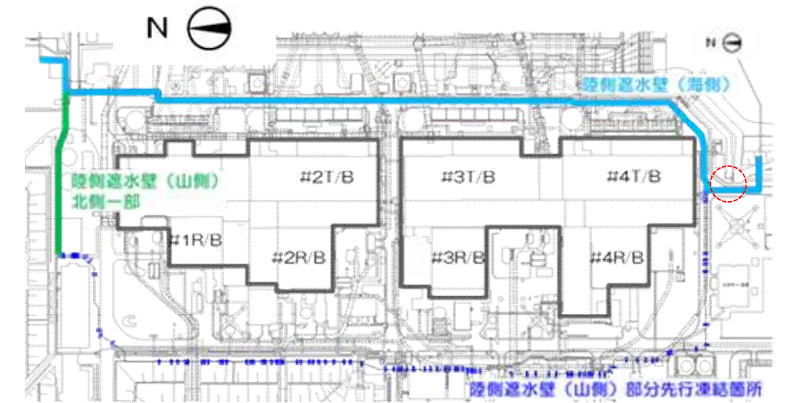 N
N
陸側遮水壁（海側）
陸側遮水壁（山側）
北側一部
#2T/B
#3T/B
#4T/B
#1R/B
#2R/B
#3R/B
#4R/B
陸側遮水壁（山側）部分先行凍結箇所